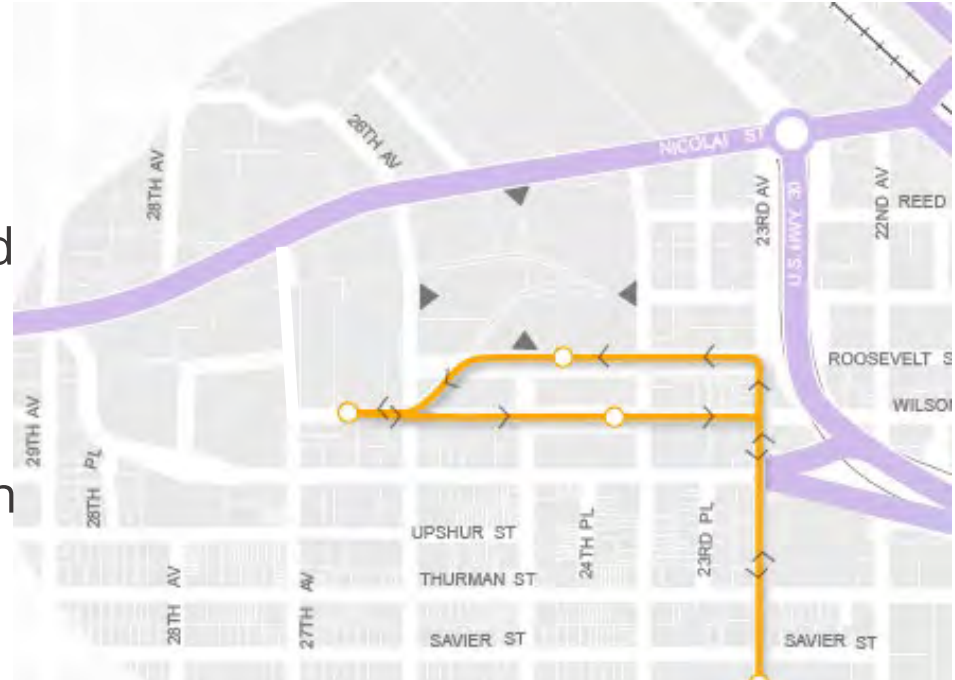 26TH AV
NICOLAI ST
28TH AV
23RD AV
U.S. HWY 30
22ND AV
REED
d
ROOSEVELT S
WILSO
29TH AV
28TH PL
n
UPSHUR ST
24TH PL
23RD PL
THURMAN ST
28TH AV
27TH AV
SAVIER ST
SAVIER ST